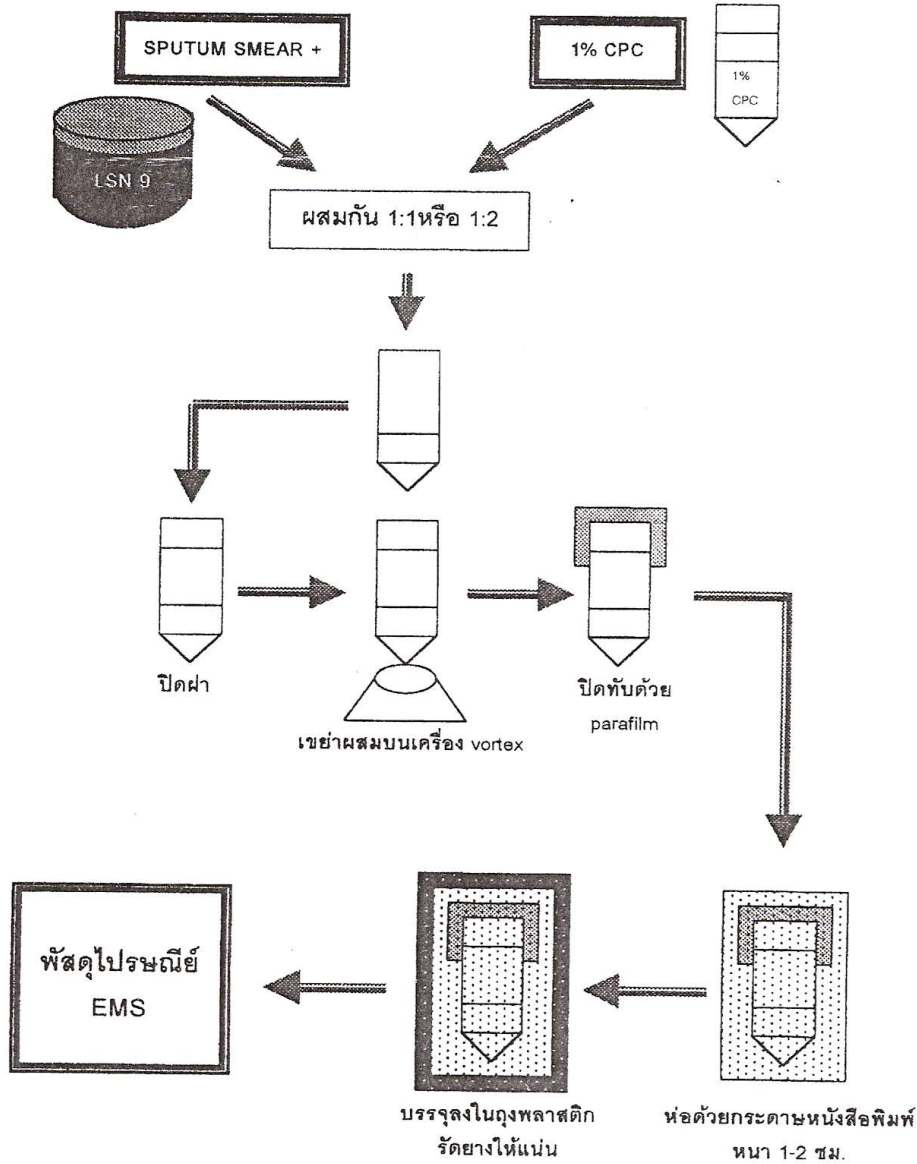 SPUTUM SMEAR +
1% CPC
1%
CPC
LSN 9
ผสมกัน 1:1หรือ 1:2
ปิดฝา
เขย่าผสมบนเครื่อง vortex
ปิดทับด้วย
parafilm
พัสดุไปรษณีย์
EMS
บรรจุลงในถุงพลาสติก
รัดยางให้แน่น
ห่อด้วยกระดาษหนังสือพิมพ์
หนา 1-2 ซม.